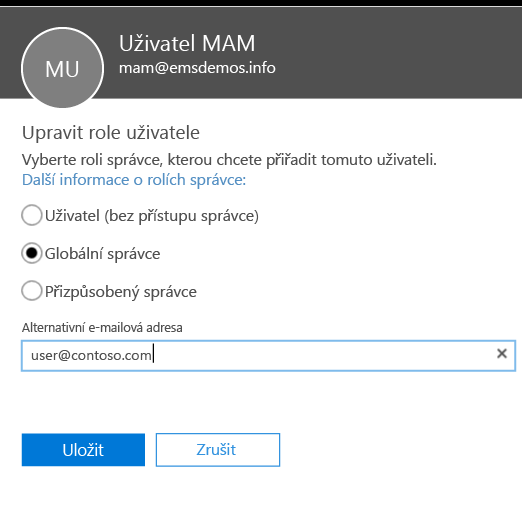 MU
Uživatel MAM
mam@emsdemos.info
Upravit role uživatele
Vyberte roli správce, kterou chcete přiřadit tomuto uživateli.
Další informace o rolích správce:
Uživatel (bez přístupu správce)
Globální správce
Přizpůsobený správce
Alternativní e-mailová adresa
user@contoso.com
Uložit
Zrušit